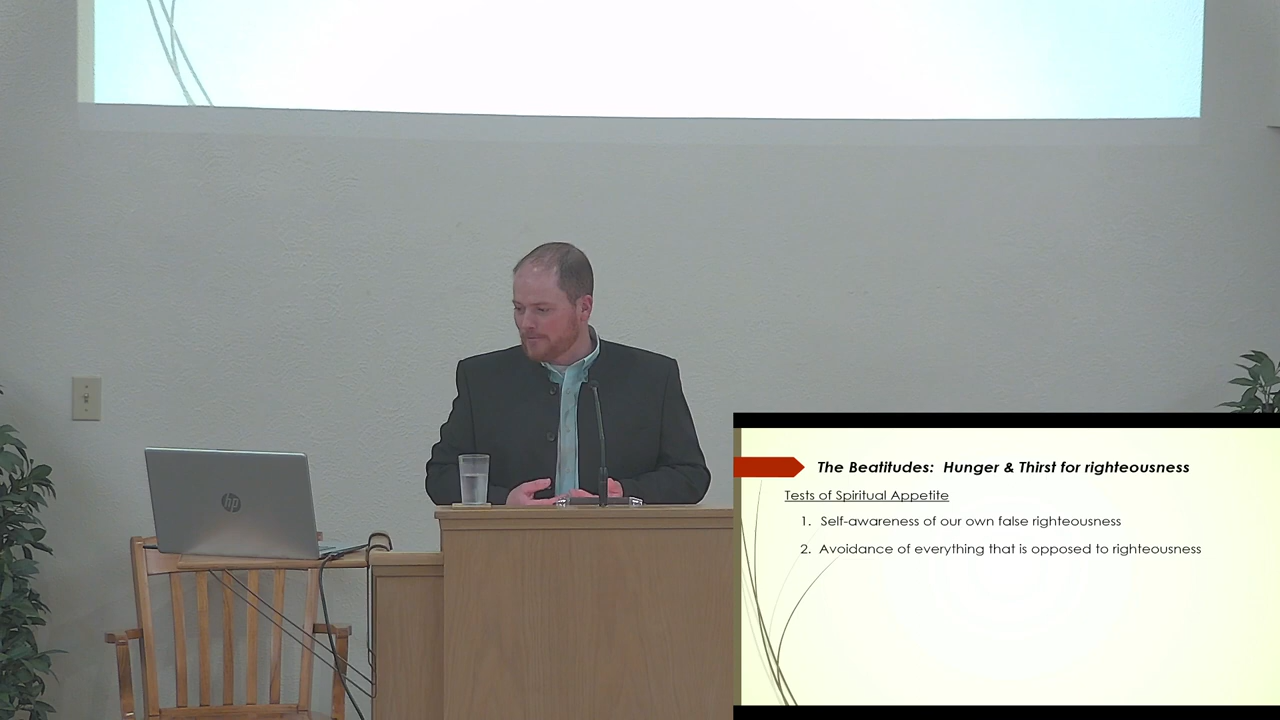 hp
The Beatitudes: Hunger & Thirst for righteousness
Tests of Spiritual Appetite
1. Self-awareness of our own false righteousness
2. Avoidance of everything that is opposed to righteousness